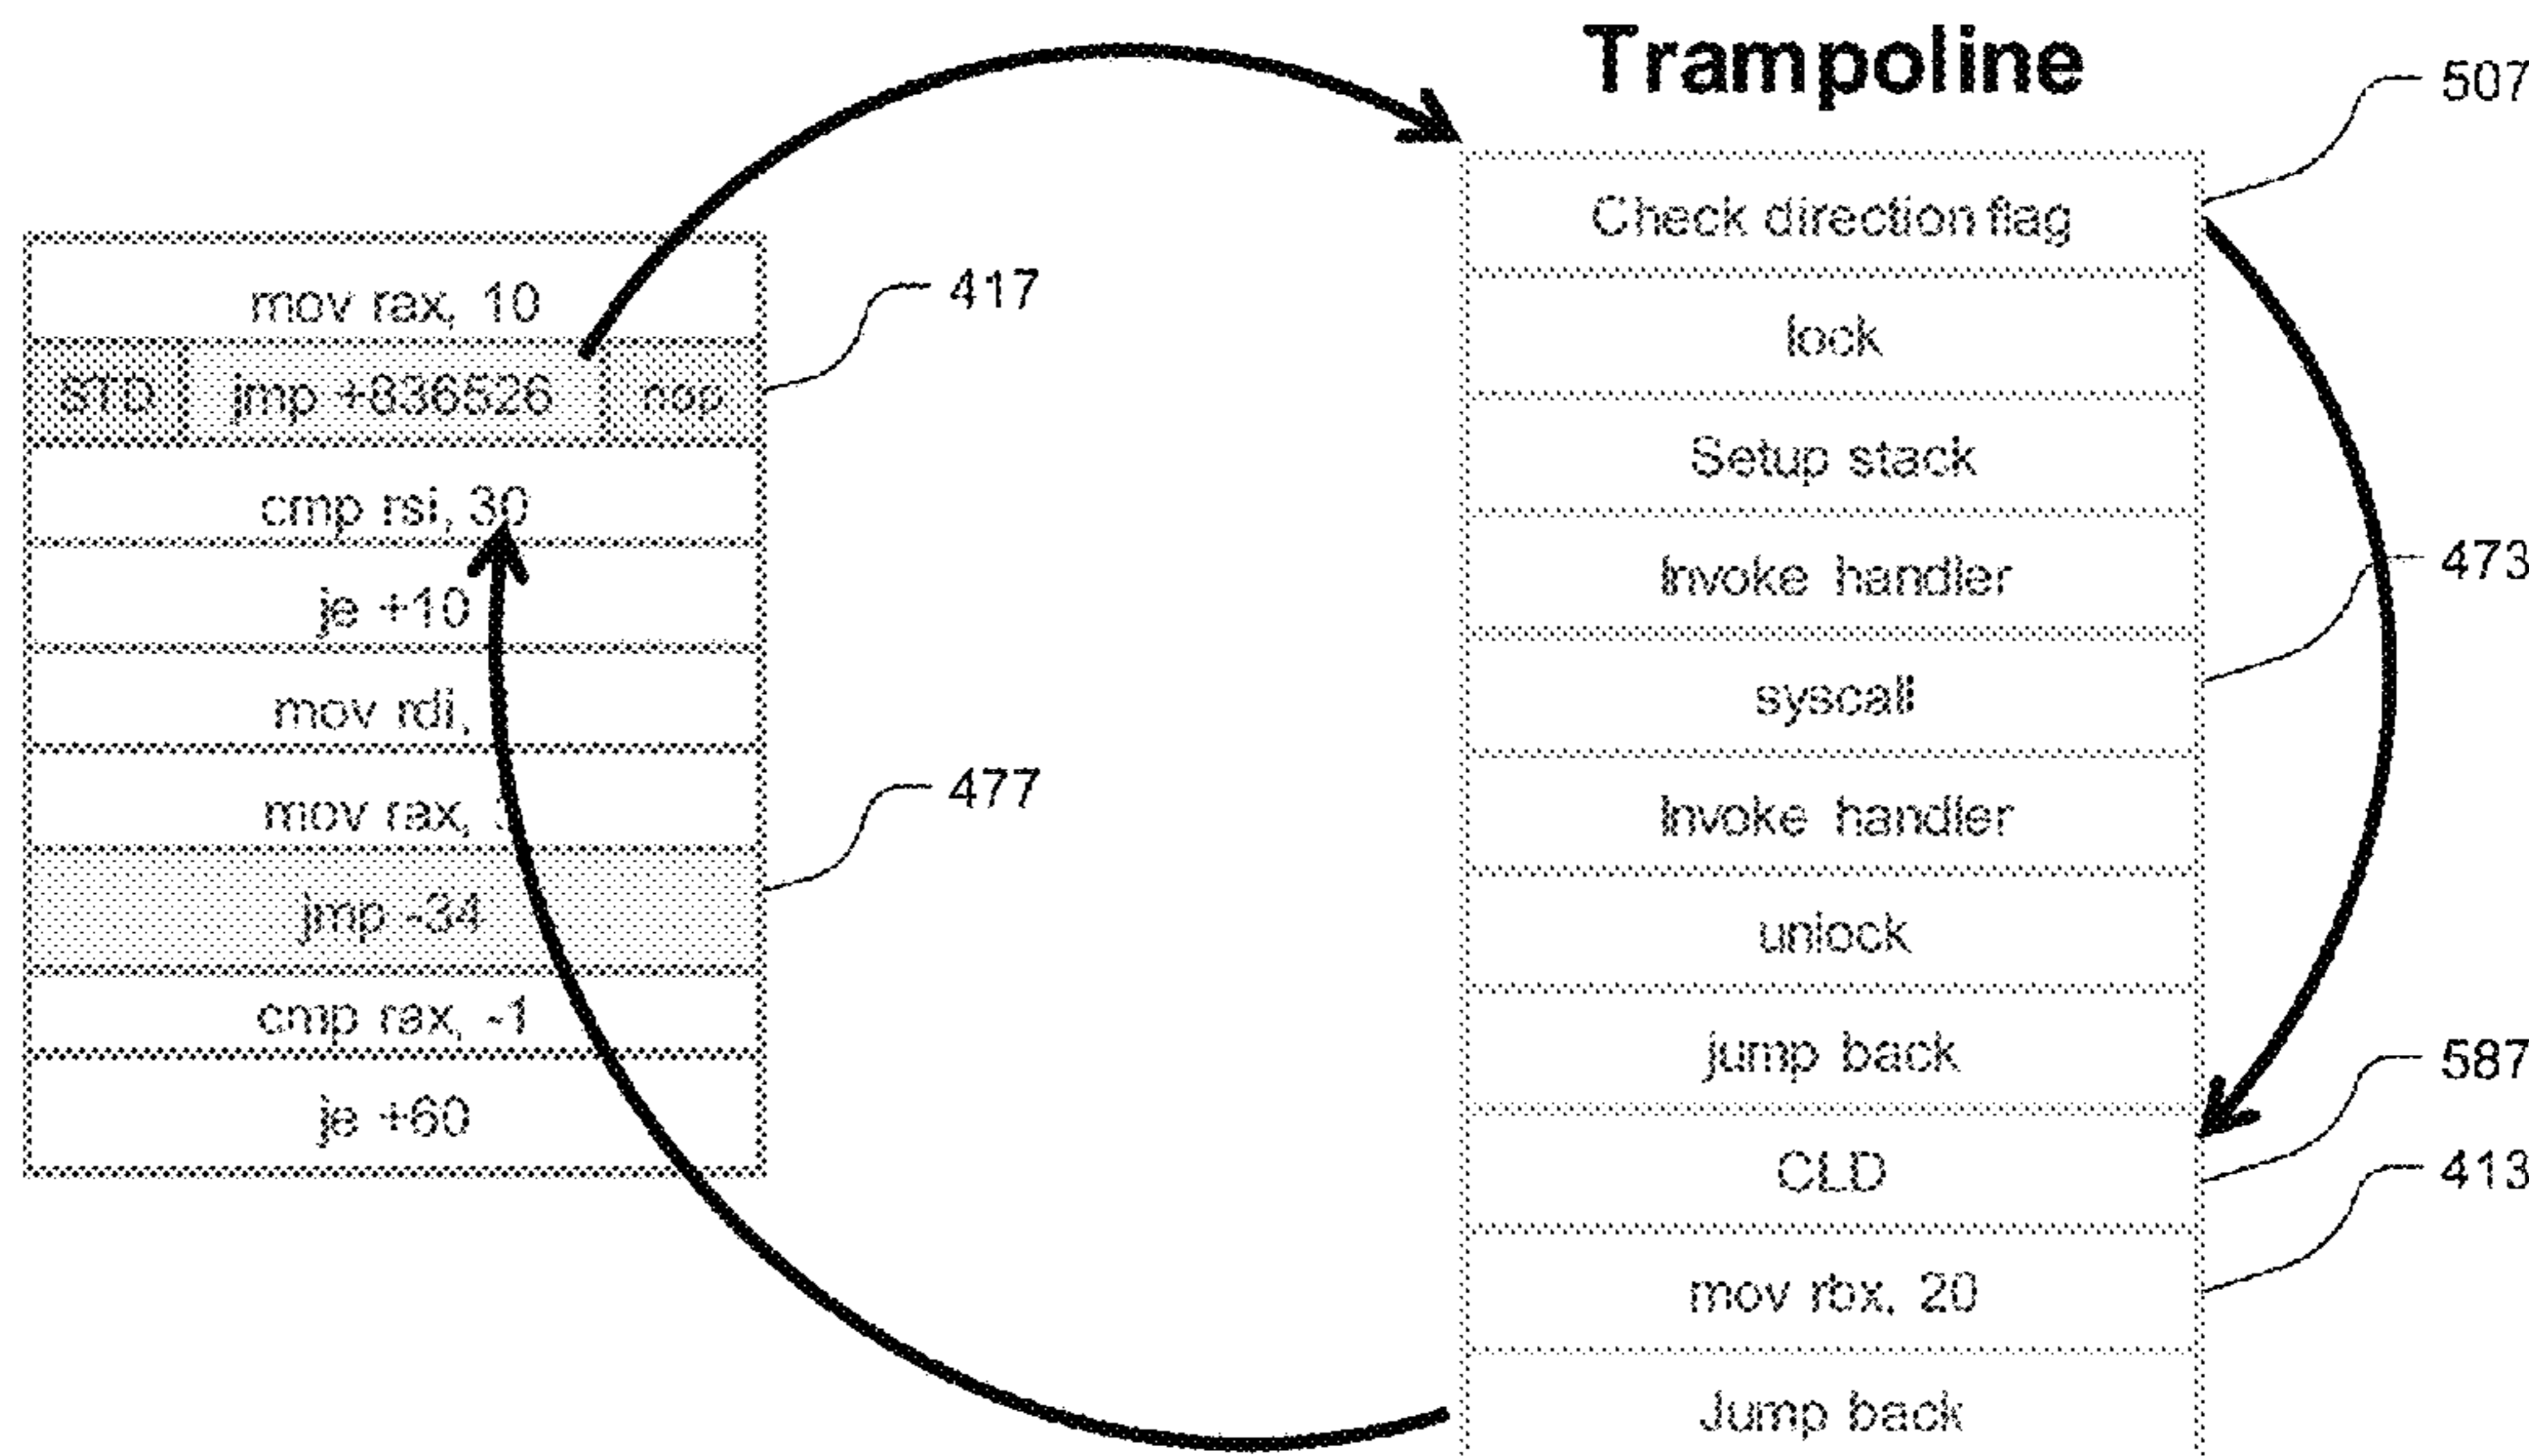 Trampoline
507
mov rax, 10
417
STD jmp +836526 nop
cmp rsi, 30
je +10
mov rdi,
mov rax,
477
jmp -34
cmp rax, -1
je +60
Check direction flag
lock
Setup stack
Invoke handler
473
syscall
Invoke handler
unlock
jump back
587
CLD
413
mov rbx, 20
Jump back